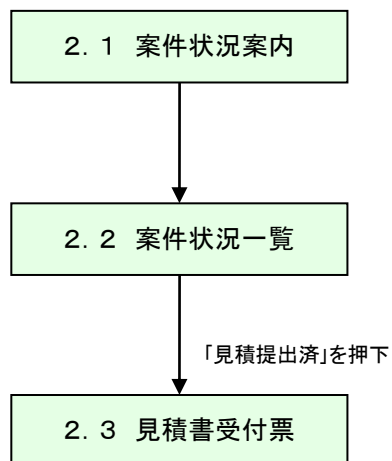 ２．１ 案件状況案内
２．２ 案件状況一覧
「見積提出済」を押下
２．３ 見積書受付票